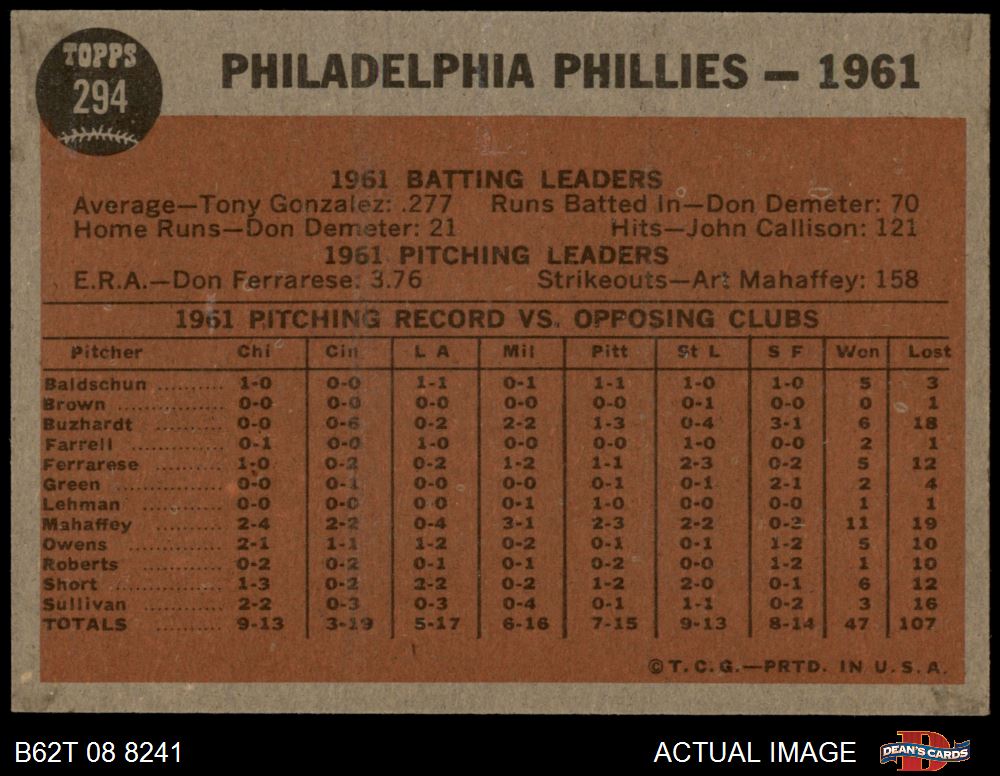 TOPPS
294
PHILADELPHIA PHILLIES — 1961
1961 BATTING LEADERS
Average—Tony Gonzalez: .277 Runs Batted In—Don Demeter: 70
Home Runs—Don Demeter: 21 Hits—John Callison: 121
1961 PITCHING LEADERS
E.R.A.—Don Ferrarese: 3.76 Strikeouts—Art Mahaffey: 158
1961 PITCHING RECORD VS. OPPOSING CLUBS
Pitcher Chi Cin L A Mil Pitt St L S F Won Lost
Baldschun .......... 1-0 0-0 1-1 0-1 1-1 1-0 1-0 5 3
Brown ................ 0-0 0-0 0-0 0-0 0-0 0-1 0-0 0 1
Buzhardt .......... 0-0 0-6 0-2 2-2 1-3 0-4 3-1 6 18
Farrell ................ 0-1 0-0 1-0 0-0 0-0 1-0 0-0 2 1
Ferrarese .......... 1-0 0-2 0-2 1-2 1-1 2-3 0-2 5 12
Green ................ 0-0 0-1 0-0 0-0 0-1 0-1 2-1 2 4
Lehman ............. 0-0 0-0 0-0 0-1 1-0 0-0 0-0 1 1
Mahaffey .......... 2-4 2-2 0-4 3-1 2-3 2-2 0-3 11 19
Owens ................ 2-1 1-1 1-2 0-2 0-1 0-1 1-2 5 10
Roberts ............. 0-2 0-2 0-1 0-1 0-2 0-0 1-2 1 10
Short ................ 1-3 0-2 2-2 0-2 1-2 2-0 0-1 6 12
Sullivan ............ 2-2 0-3 0-3 0-4 0-1 1-1 0-2 3 16
TOTALS .......... 9-13 3-19 5-17 6-16 7-15 9-13 8-14 47 107
©T.C.G.—PRTD. IN U.S.A.
B62T 08 8241 ACTUAL IMAGE DEAN'S CARDS